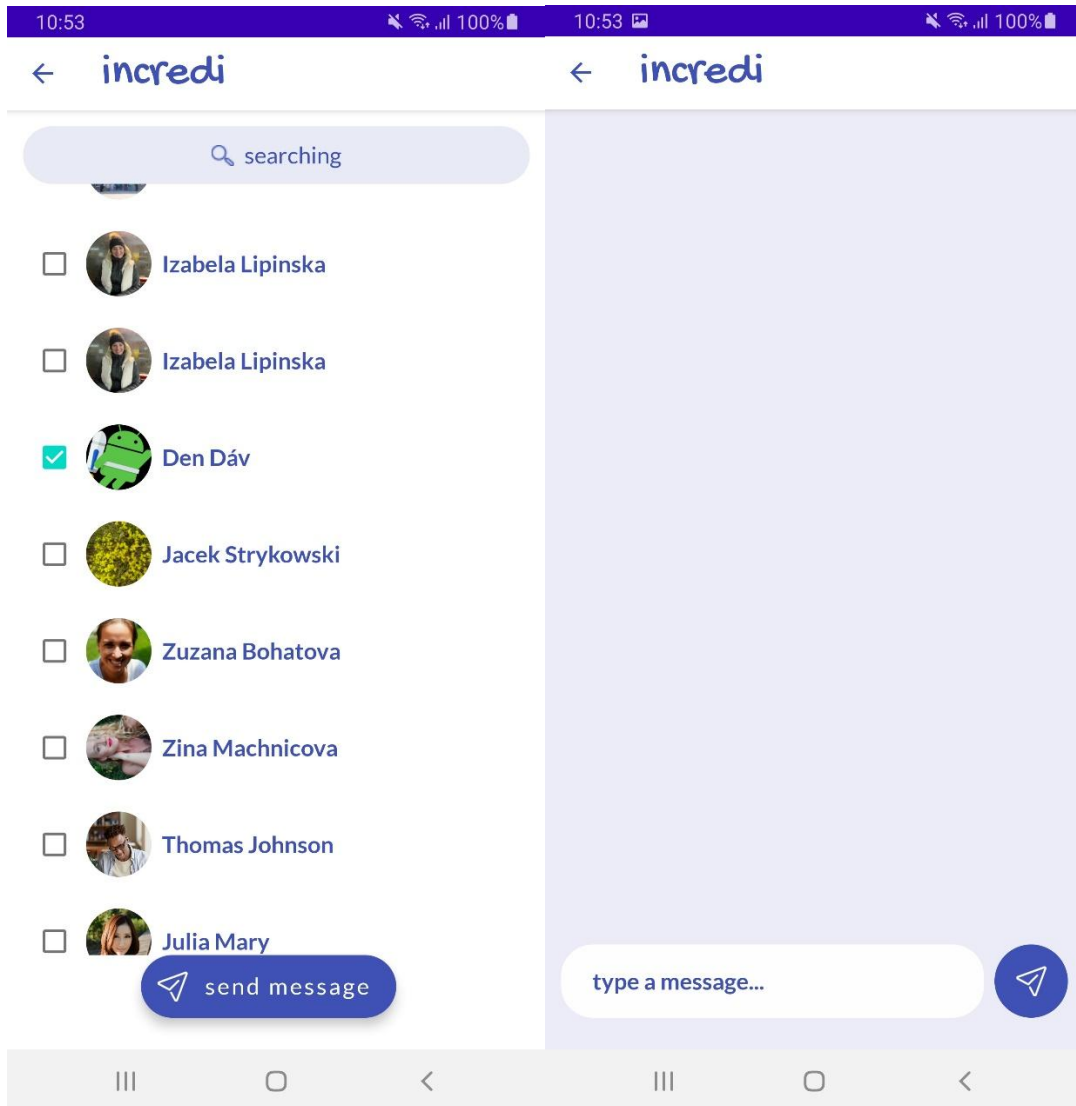 10:53 100%
incredi
searching
Izabela Lipinska
Izabela Lipinska
Den Dáv
Jacek Strykowski
Zuzana Bohatova
Zina Machnicova
Thomas Johnson
Julia Mary
send message
10:53 100%
incredi
type a message...